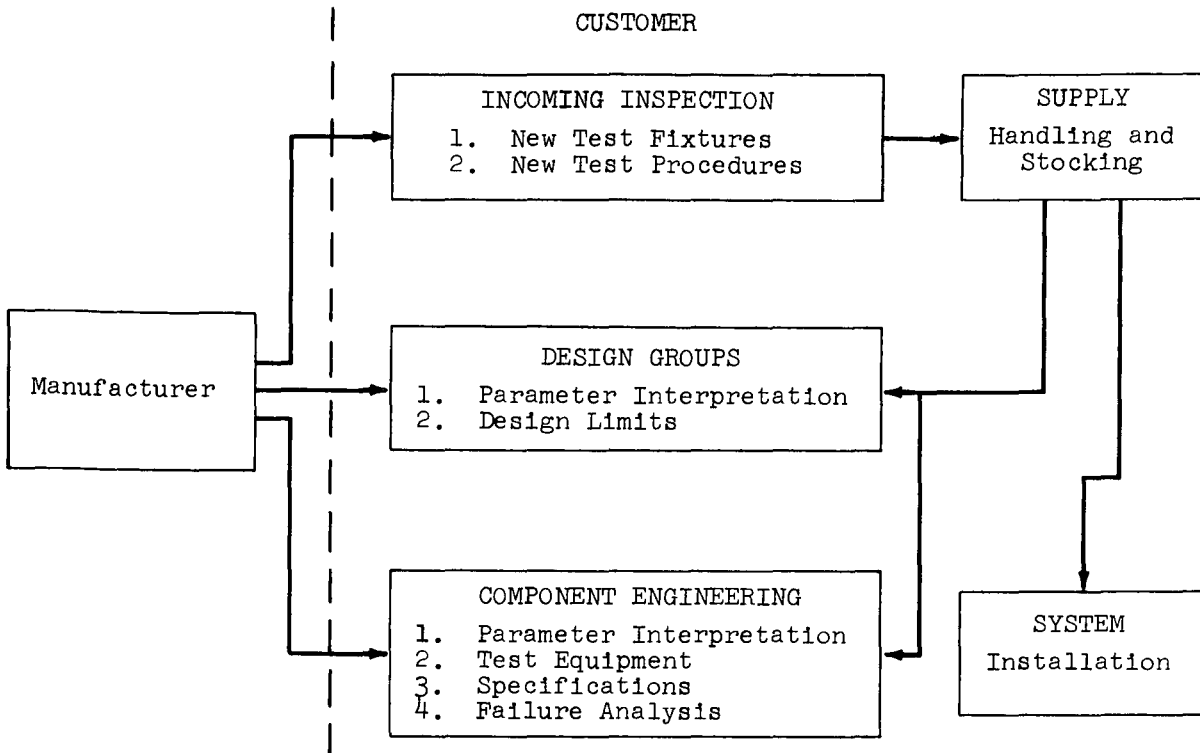 CUSTOMER
INCOMING INSPECTION
1. New Test Fixtures
2. New Test Procedures
SUPPLY
Handling and
Stocking
Manufacturer
DESIGN GROUPS
1. Parameter Interpretation
2. Design Limits
COMPONENT ENGINEERING
1. Parameter Interpretation
2. Test Equipment
3. Specifications
4. Failure Analysis
SYSTEM
Installation